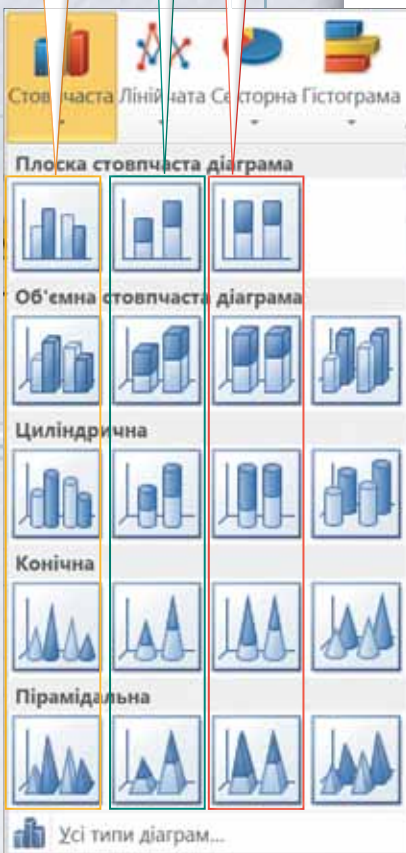 Стовпчаста Лінійчата Секторна Гістограма
Плоска стовпчаста діаграма
Об'ємна стовпчаста діаграма
Циліндрична
Конічна
Пірамідальна
Усі типи діаграм...